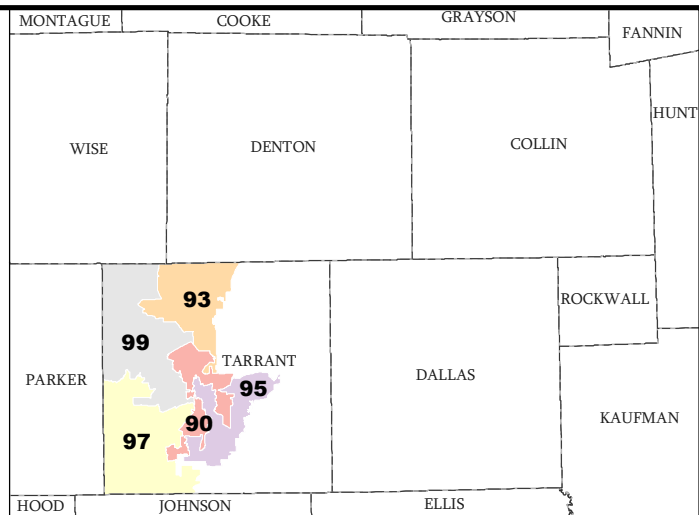 MONTAGUE
COOKE
GRAYSON
FANNIN
HUNT
WISE
DENTON
COLLIN
93
ROCKWALL
99
TARRANT
PARKER
DALLAS
95
KAUFMAN
90
97
HOOD
JOHNSON
ELLIS